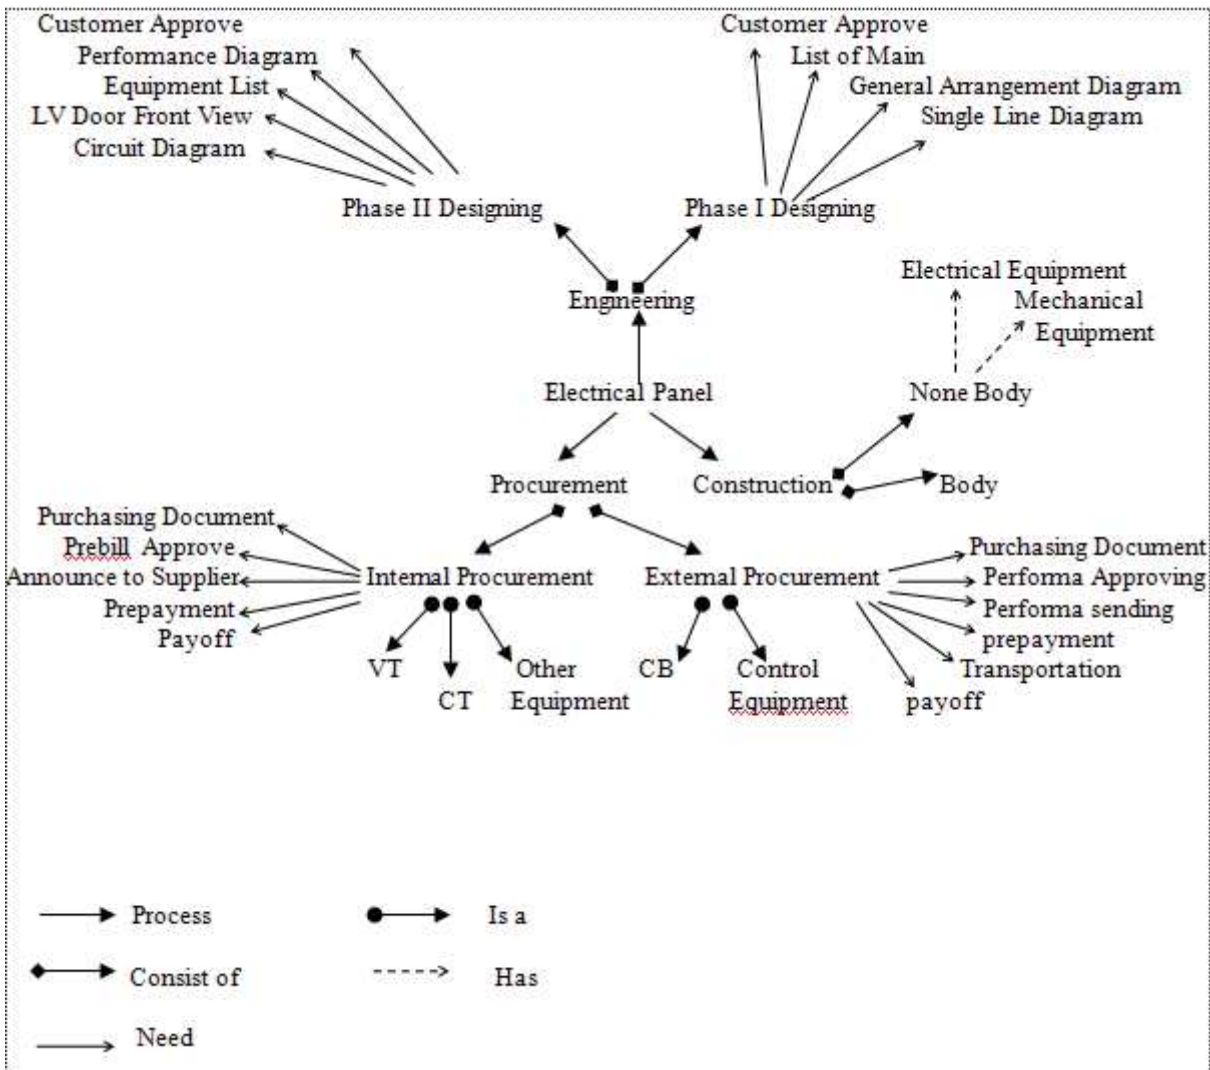 Customer Approve
Performance Diagram
Equipment List
LV Door Front View
Circuit Diagram
Customer Approve
List of Main
General Arrangement Diagram
Single Line Diagram
Phase II Designing
Phase I Designing
Electrical Equipment
Mechanical
Equipment
Engineering
Electrical Panel
None Body
Procurement
Construction
Body
Purchasing Document
Prebill Approve
Announce to Supplier
Prepayment
Payoff
Internal Procurement
External Procurement
Purchasing Document
Performa Approving
Performa sending
prepayment
Transportation
payoff
VT
CT
Other
Equipment
CB
Control
Equipment
Process
Is a
Consist of
Has
Need